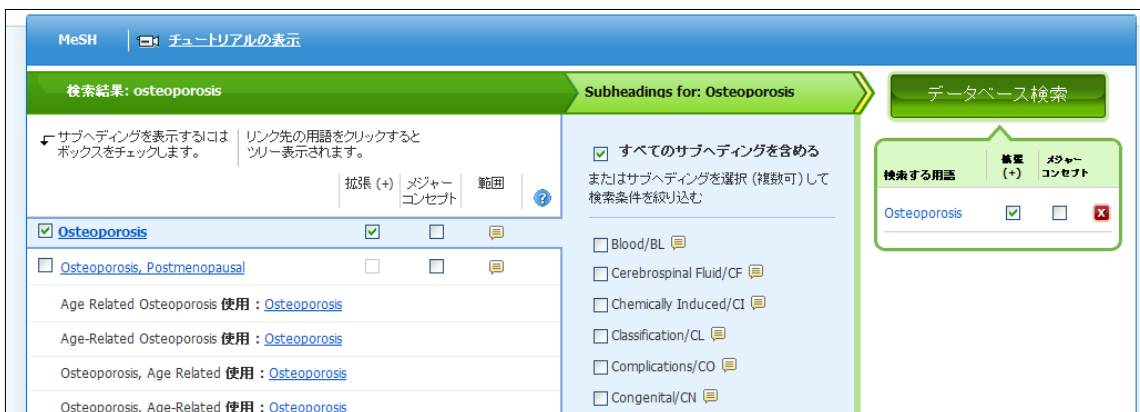 MeSH
チュートリアルの表示
検索結果: osteoporosis
Subheadings for: Osteoporosis
データベース検索
サブヘディングを表示するには
ボックスをチェックします。
リンク先の用語をクリックすると
ツリー表示されます。
拡張 (+)
メジャー
コンセプト
範囲
?
Osteoporosis
Osteoporosis, Postmenopausal
Age Related Osteoporosis 使用 : Osteoporosis
Age-Related Osteoporosis 使用 : Osteoporosis
Osteoporosis, Age Related 使用 : Osteoporosis
Osteoporosis, Age-Related 使用 : Osteoporosis
すべてのサブヘディングを含める
またはサブヘディングを選択 (複数可) して
検索条件を絞り込む
Blood/BL
Cerebrospinal Fluid/CF
Chemically Induced/CI
Classification/CL
Complications/CO
Congenital/CN
検索する用語
拡張
(+)
メジャー
コンセプト
Osteoporosis